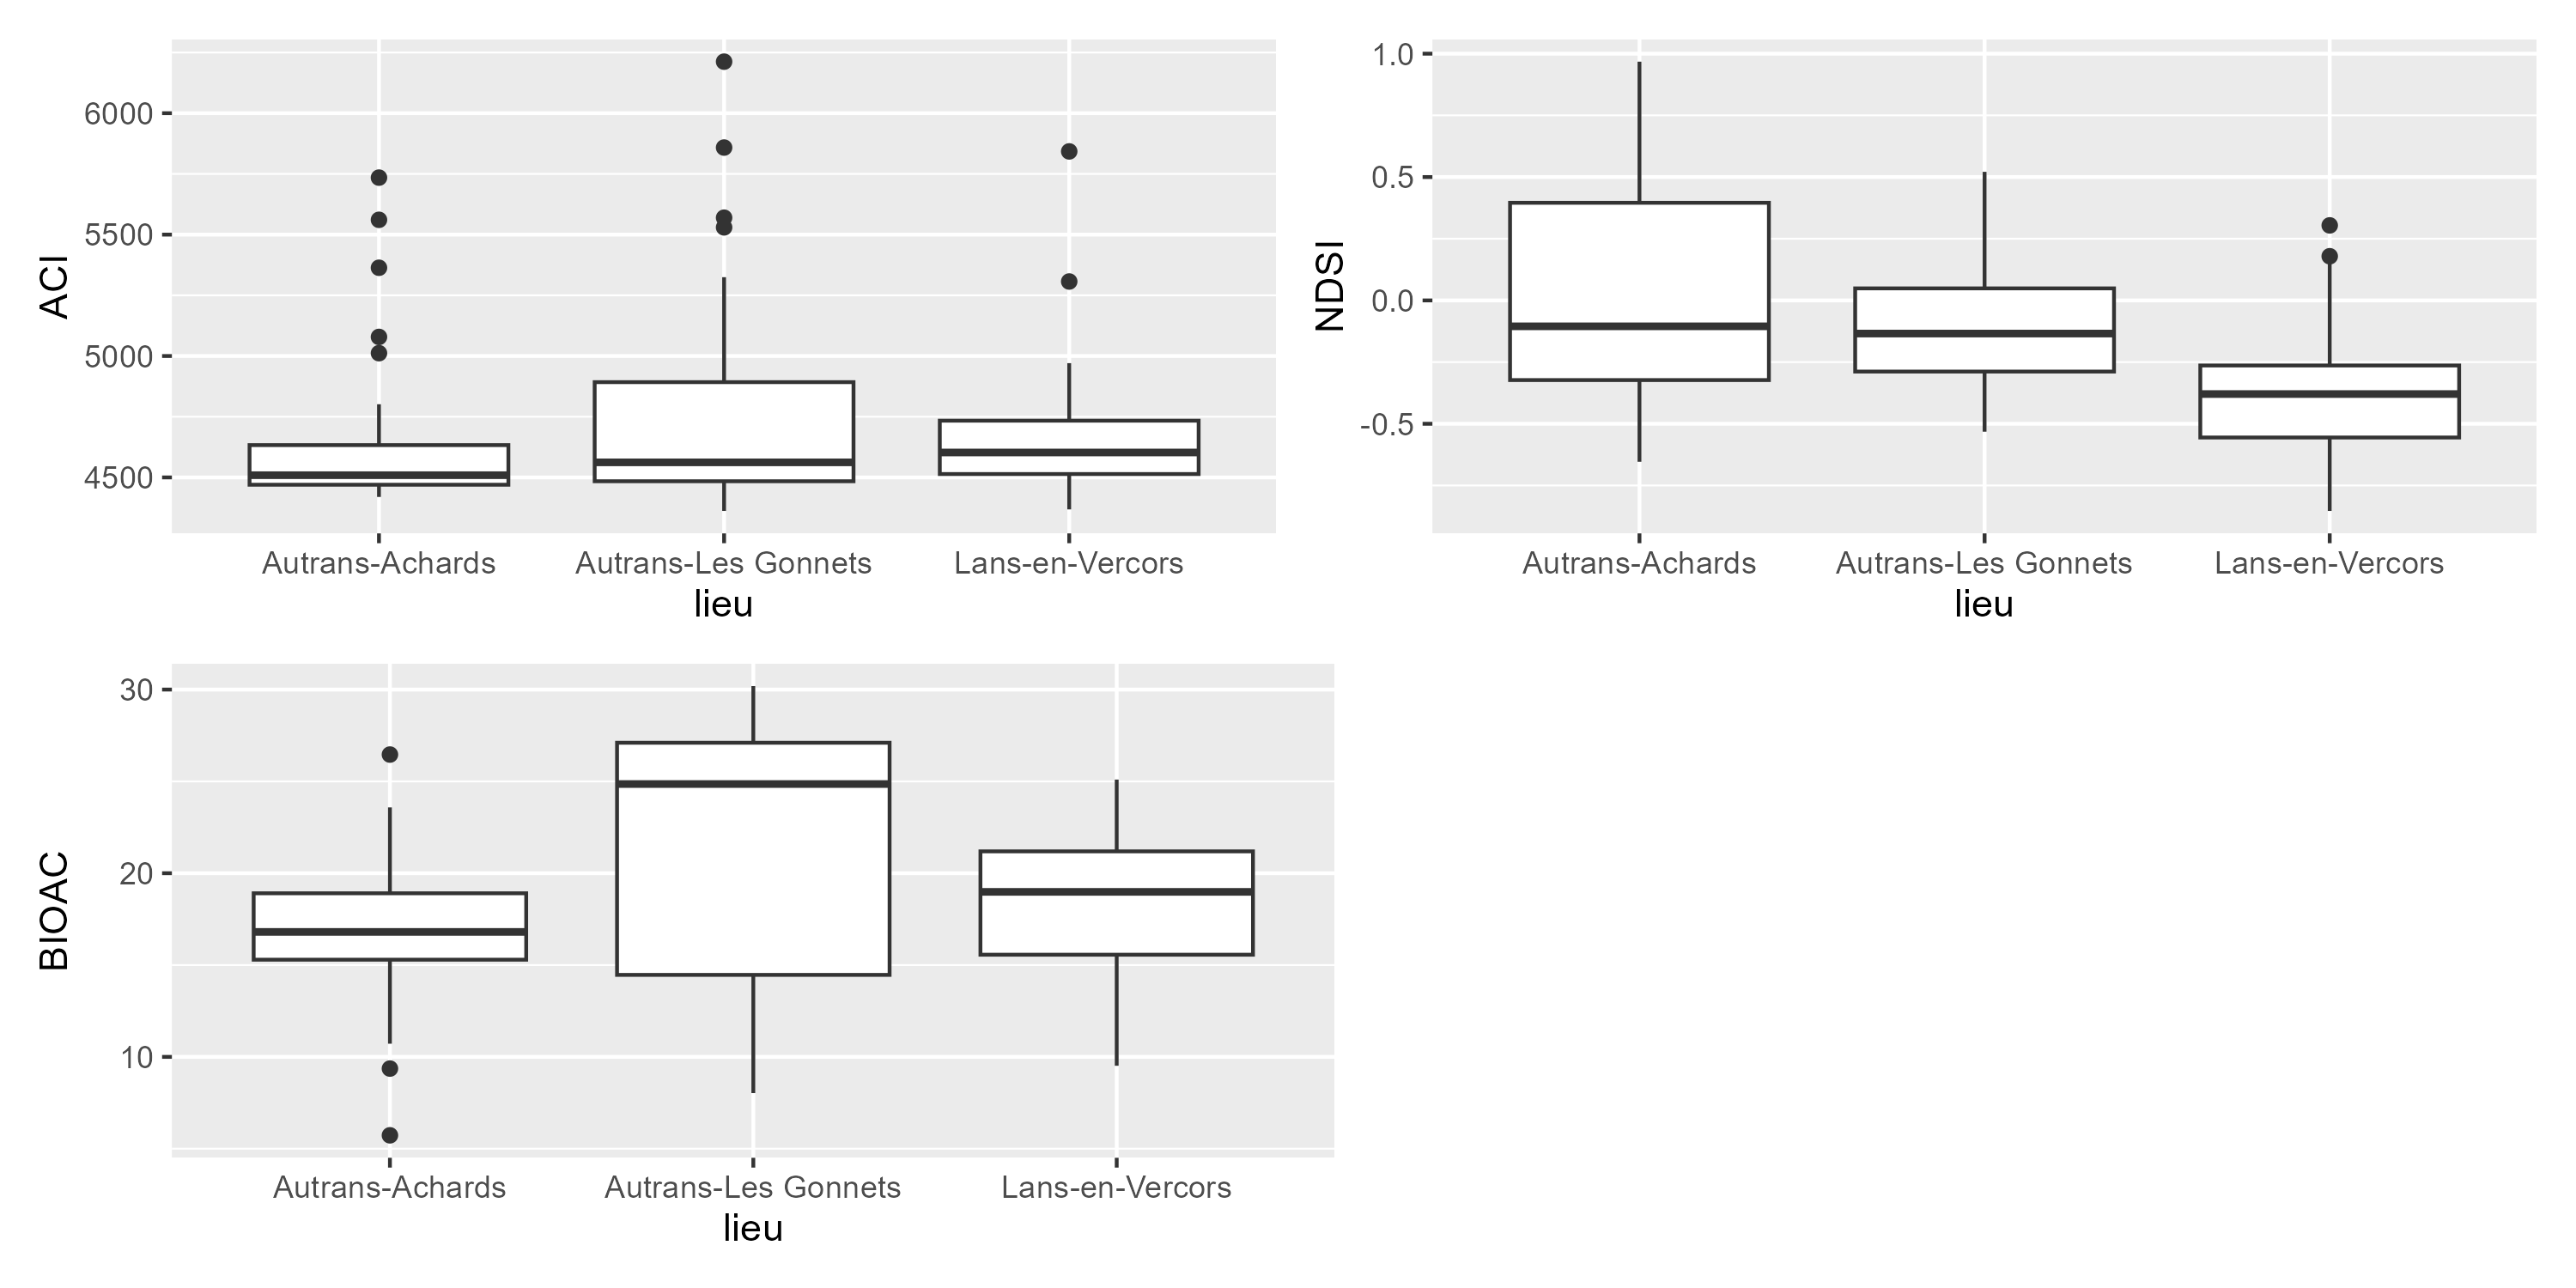 ACI
6000
5500
5000
4500
Autrans-Achards Autrans-Les Gonnets Lans-en-Vercors
lieu
NDSI
1.0
0.5
0.0
-0.5
Autrans-Achards Autrans-Les Gonnets Lans-en-Vercors
lieu
BIOAC
30
20
10
Autrans-Achards Autrans-Les Gonnets Lans-en-Vercors
lieu